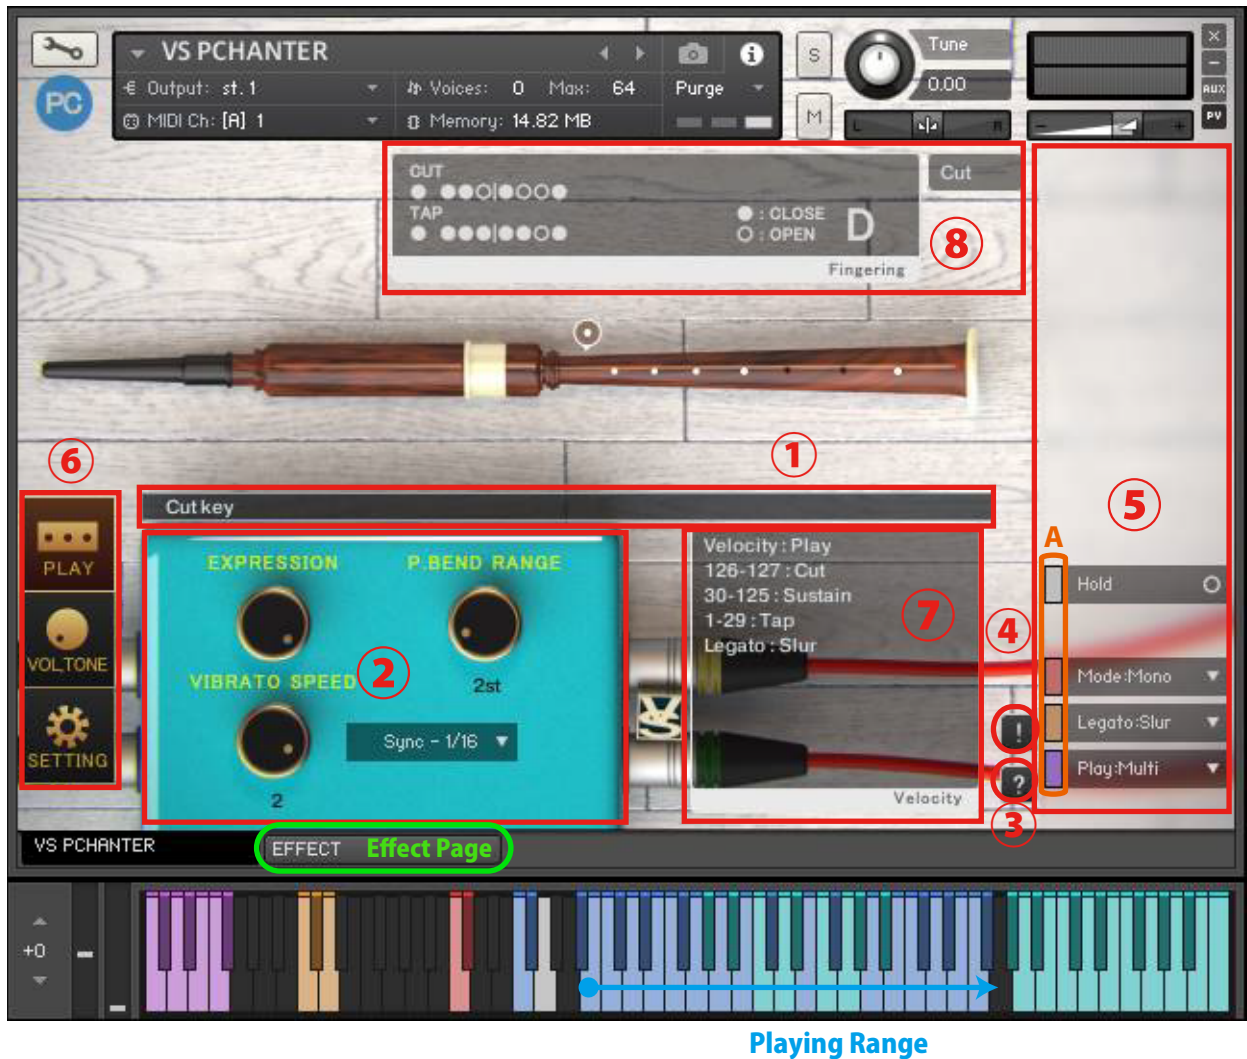 VS PCHANTER
Output: st.1
Voices: 0 Max: 64
Purge
MIDI Ch: [A] 1
Memory: 14.82 MB
PC
S
M
Tune
0.00
L
R
- +
×
-
AUX
PV
CUT
TAP
: CLOSE
: OPEN
D
Cut
Fingering
8
6
1
5
Cut key
PLAY
VOL,TONE
SETTING
EXPRESSION
P.BEND RANGE
VIBRATO SPEED
2
2st
Sync - 1/16
2
Velocity : Play
126-127 : Cut
30-125 : Sustain
1-29 : Tap
Legato : Slur
7
Velocity
VS
A
4
!
?
3
Hold
Mode:Mono
Legato:Slur
Play:Multi
VS PCHANTER
EFFECT
Effect Page
+0
Playing Range